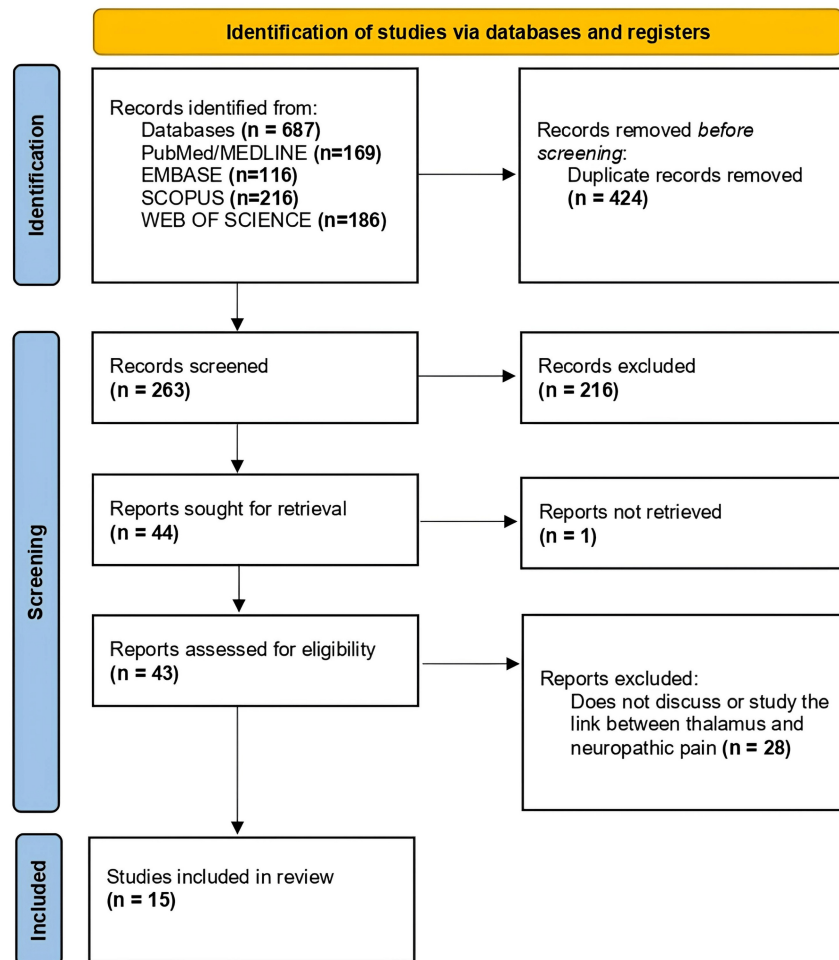 Identification of studies via databases and registers
Identification
Records identified from:
Databases (n = 687)
PubMed/MEDLINE (n=169)
EMBASE (n=116)
SCOPUS (n=216)
WEB OF SCIENCE (n=186)
Records removed before
screening:
Duplicate records removed
(n = 424)
Screening
Records screened
(n = 263)
Records excluded
(n = 216)
Reports sought for retrieval
(n = 44)
Reports not retrieved
(n = 1)
Reports assessed for eligibility
(n = 43)
Reports excluded:
Does not discuss or study the
link between thalamus and
neuropathic pain (n = 28)
Included
Studies included in review
(n = 15)